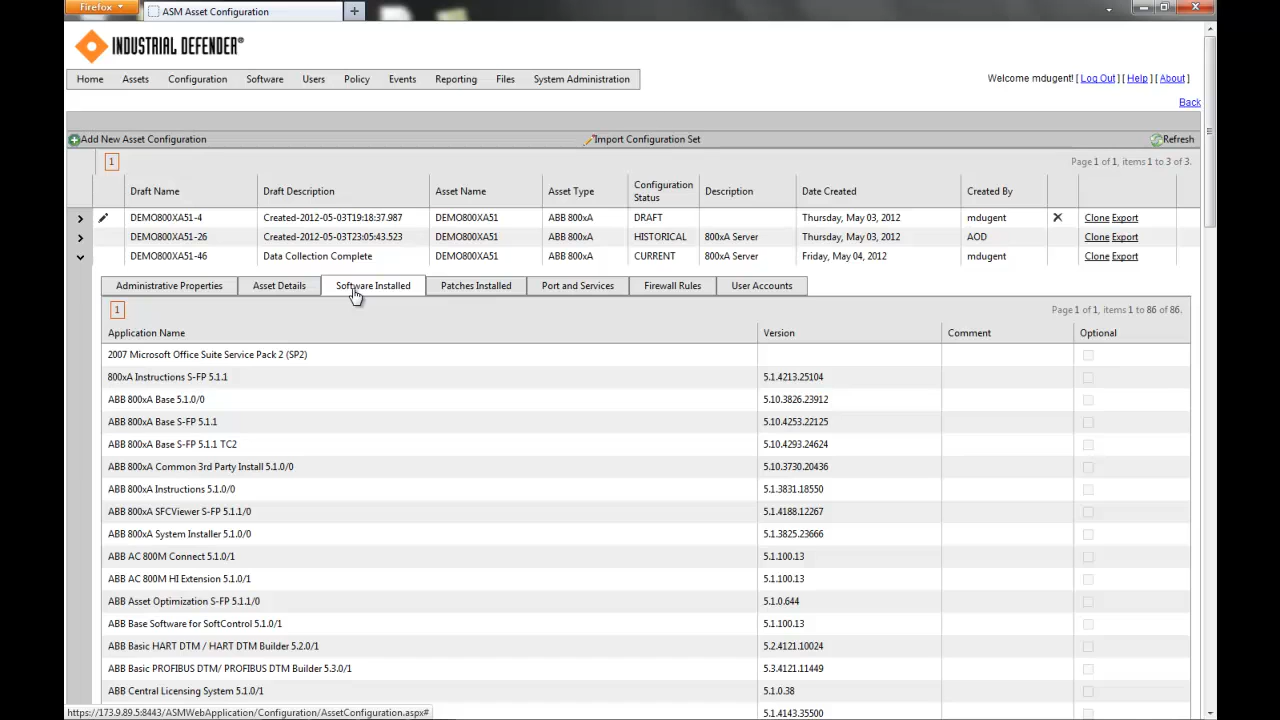 Firefox
ASM Asset Configuration
INDUSTRIAL DEFENDER®
Home Assets Configuration Software Users Policy Events Reporting Files System Administration
Welcome mdugent! [ Log Out ] [ Help ] [ About ]
Back
Add New Asset Configuration Import Configuration Set Refresh
1 Page 1 of 1, items 1 to 3 of 3.
Draft Name Draft Description Asset Name Asset Type Configuration Status Description Date Created Created By
DEMO800XA51-4 Created-2012-05-03T19:18:37.987 DEMO800XA51 ABB 800xA DRAFT Thursday, May 03, 2012 mdugent Clone Export
DEMO800XA51-26 Created-2012-05-03T23:05:43.523 DEMO800XA51 ABB 800xA HISTORICAL 800xA Server Thursday, May 03, 2012 AOD Clone Export
DEMO800XA51-46 Data Collection Complete DEMO800XA51 ABB 800xA CURRENT 800xA Server Friday, May 04, 2012 mdugent Clone Export
Administrative Properties Asset Details Software Installed Patches Installed Port and Services Firewall Rules User Accounts
1 Page 1 of 1, items 1 to 86 of 86.
Application Name Version Comment Optional
2007 Microsoft Office Suite Service Pack 2 (SP2)
800xA Instructions S-FP 5.1.1 5.1.4213.25104
ABB 800xA Base 5.1.0/0 5.10.3826.23912
ABB 800xA Base S-FP 5.1.1 5.10.4253.22125
ABB 800xA Base S-FP 5.1.1 TC2 5.10.4293.24624
ABB 800xA Common 3rd Party Install 5.1.0/0 5.10.3730.20436
ABB 800xA Instructions 5.1.0/0 5.1.3831.18550
ABB 800xA SFCViewer S-FP 5.1.1/0 5.1.4188.12267
ABB 800xA System Installer 5.1.0/0 5.1.3825.23666
ABB AC 800M Connect 5.1.0/1 5.1.100.13
ABB AC 800M HI Extension 5.1.0/1 5.1.100.13
ABB Asset Optimization S-FP 5.1.1/0 5.1.0.644
ABB Base Software for SoftControl 5.1.0/1 5.1.100.13
ABB Basic HART DTM / HART DTM Builder 5.2.0/1 5.2.4121.10024
ABB Basic PROFIBUS DTM/ PROFIBUS DTM Builder 5.3.0/1 5.3.4121.11449
ABB Central Licensing System 5.1.0/1 5.1.0.38
5.1.4143.35500
https://173.9.89.5:8443/ASMWebApplication/Configuration/AssetConfiguration.aspx#